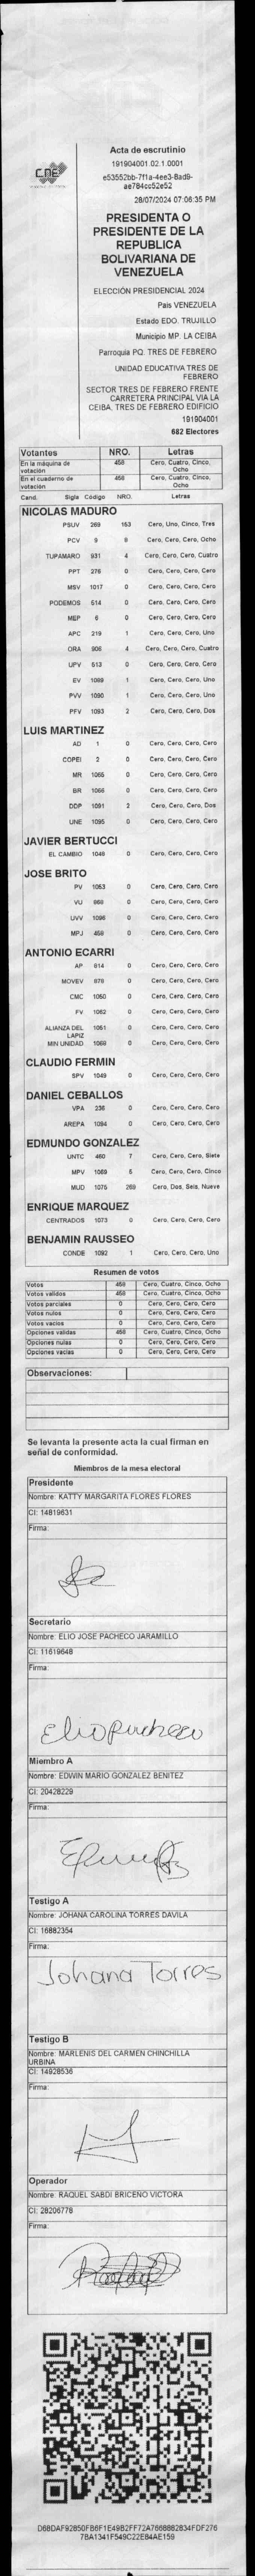 CNE
Acta de escrutinio
191904001.02.1.0001
e53552bb-7f1a-4ee3-8ad9-
ae784cc52e52
28/07/2024 07:06:35 PM
PRESIDENTA O
PRESIDENTE DE LA
REPUBLICA
BOLIVARIANA DE
VENEZUELA
ELECCIÓN PRESIDENCIAL 2024
Pais VENEZUELA
Estado EDO. TRUJILLO
Municipio MP. LA CEIBA
Parroquia PQ. TRES DE FEBRERO
UNIDAD EDUCATIVA TRES DE
FEBRERO
SECTOR TRES DE FEBRERO FRENTE
CARRETERA PRINCIPAL VIA LA
CEIBA. TRES DE FEBRERO EDIFICIO
191904001
682 Electores
Votantes NRO. Letras
En la máquina de votación 458 Cero, Cuatro, Cinco, Ocho
En el cuaderno de votación 458 Cero, Cuatro, Cinco, Ocho
Cand. Sigla Código NRO. Letras
NICOLAS MADURO
PSUV 269 153 Cero, Uno, Cinco, Tres
PCV 9 8 Cero, Cero, Cero, Ocho
TUPAMARO 931 4 Cero, Cero, Cero, Cuatro
PPT 276 0 Cero, Cero, Cero, Cero
MSV 1017 0 Cero, Cero, Cero, Cero
PODEMOS 514 0 Cero, Cero, Cero, Cero
MEP 6 0 Cero, Cero, Cero, Cero
APC 219 1 Cero, Cero, Cero, Uno
ORA 906 4 Cero, Cero, Cero, Cuatro
UPV 613 0 Cero, Cero, Cero, Cero
EV 1089 1 Cero, Cero, Cero, Uno
PVV 1090 1 Cero, Cero, Cero, Uno
PFV 1093 2 Cero, Cero, Cero, Dos
LUIS MARTINEZ
AD 1 0 Cero, Cero, Cero, Cero
COPEI 2 0 Cero, Cero, Cero, Cero
MR 1065 0 Cero, Cero, Cero, Cero
BR 1066 0 Cero, Cero, Cero, Cero
DDP 1091 2 Cero, Cero, Cero, Dos
UNE 1095 0 Cero, Cero, Cero, Cero
JAVIER BERTUCCI
EL CAMBIO 1048 0 Cero, Cero, Cero, Cero
JOSE BRITO
PV 1053 0 Cero, Cero, Cero, Cero
VU 868 0 Cero, Cero, Cero, Cero
UVV 1096 0 Cero, Cero, Cero, Cero
MPJ 458 0 Cero, Cero, Cero, Cero
ANTONIO ECARRI
AP 814 0 Cero, Cero, Cero, Cero
MOVEV 876 0 Cero, Cero, Cero, Cero
CMC 1050 0 Cero, Cero, Cero, Cero
FV 1082 0 Cero, Cero, Cero, Cero
ALIANZA DEL LAPIZ 1051 0 Cero, Cero, Cero, Cero
MIN UNIDAD 1069 0 Cero, Cero, Cero, Cero
CLAUDIO FERMIN
SPV 1049 0 Cero, Cero, Cero, Cero
DANIEL CEBALLOS
VPA 236 0 Cero, Cero, Cero, Cero
AREPA 1094 0 Cero, Cero, Cero, Cero
EDMUNDO GONZALEZ
UNTC 460 7 Cero, Cero, Cero, Siete
MPV 1069 5 Cero, Cero, Cero, Cinco
MUD 1075 269 Cero, Dos, Seis, Nueve
ENRIQUE MARQUEZ
CENTRADOS 1073 0 Cero, Cero, Cero, Cero
BENJAMIN RAUSSEO
CONDE 1092 1 Cero, Cero, Cero, Uno
Resumen de votos
Votos 458 Cero, Cuatro, Cinco, Ocho
Votos validos 458 Cero, Cuatro, Cinco, Ocho
Votos parciales 0 Cero, Cero, Cero, Cero
Votos nulos 0 Cero, Cero, Cero, Cero
Votos vacios 0 Cero, Cero, Cero, Cero
Opciones validas 458 Cero, Cuatro, Cinco, Ocho
Opciones nulas 0 Cero, Cero, Cero, Cero
Opciones vacias 0 Cero, Cero, Cero, Cero
Observaciones:
Se levanta la presente acta la cual firman en
señal de conformidad.
Miembros de la mesa electoral
Presidente
Nombre: KATTY MARGARITA FLORES FLORES
CI: 14819631
Firma:
Secretario
Nombre: ELIO JOSE PACHECO JARAMILLO
CI: 11619648
Firma:
Elio Pacheco
Miembro A
Nombre: EDWIN MARIO GONZALEZ BENITEZ
CI: 20428229
Firma:
Testigo A
Nombre: JOHANA CAROLINA TORRES DAVILA
CI: 16882354
Firma:
Johana Torres
Testigo B
Nombre: MARLENIS DEL CARMEN CHINCHILLA
URBINA
CI: 14928536
Firma:
Operador
Nombre: RAQUEL SABDI BRICENO VICTORA
CI: 28206778
Firma:
D68DAF92850FB6F1E49B2FF72A7668882834FDF276
7BA1341F549C22E84AE159